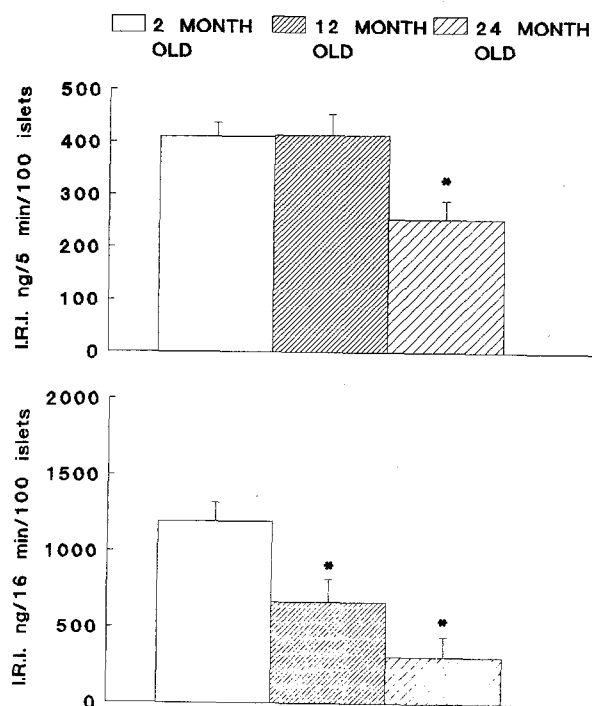 2 MONTH OLD
12 MONTH OLD
24 MONTH OLD
I.R.I. ng/5 min/100 islets
500
400
300
200
100
0
*
I.R.I. ng/16 min/100 islets
2000
1500
1000
500
0
*
*